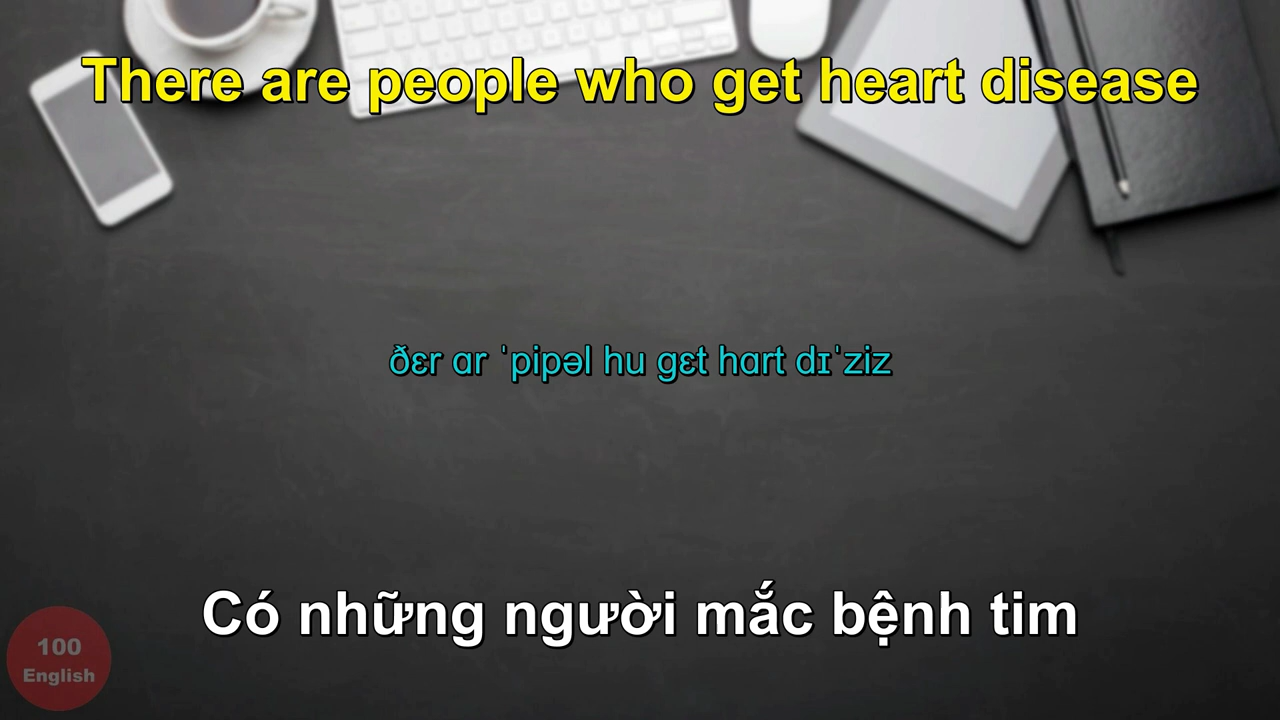 There are people who get heart disease
ðɛr ɑr ˈpipəl hu gɛt hɑrt dɪˈziz
Có những người mắc bệnh tim
100
English